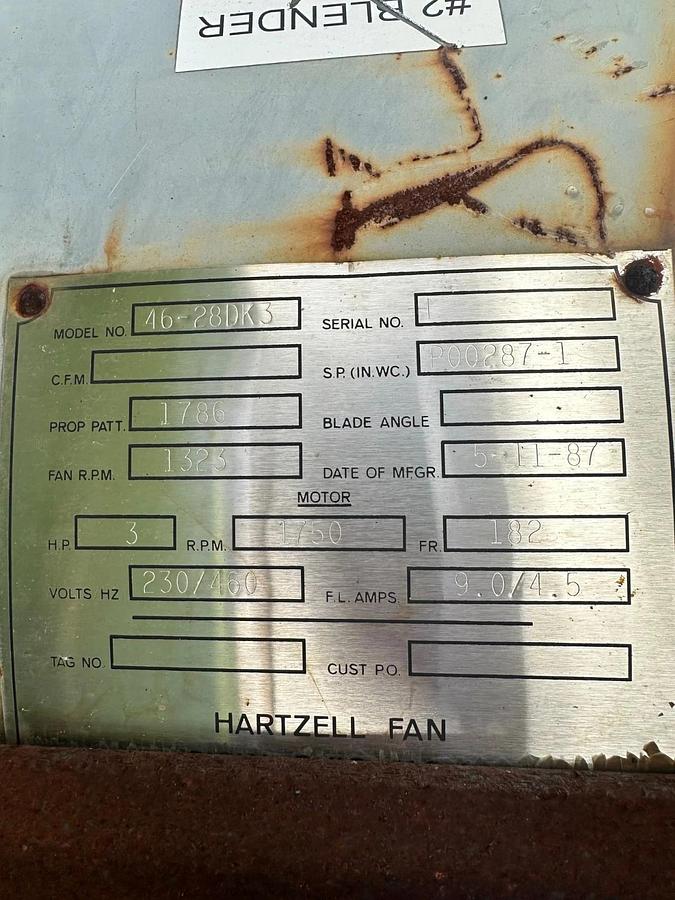 #2 BLENDER
MODEL NO. 46-28DK3 SERIAL NO.
C.F.M. S.P. (IN.WC.) P00287-1
PROP PATT. 1786 BLADE ANGLE
FAN R.P.M. 1323 DATE OF MFGR. 5-11-87
MOTOR
H.P. 3 R.P.M. 1750 FR. 182
VOLTS HZ 230/460 F.L. AMPS. 9.0/4.5
TAG NO. CUST P.O.
HARTZELL FAN